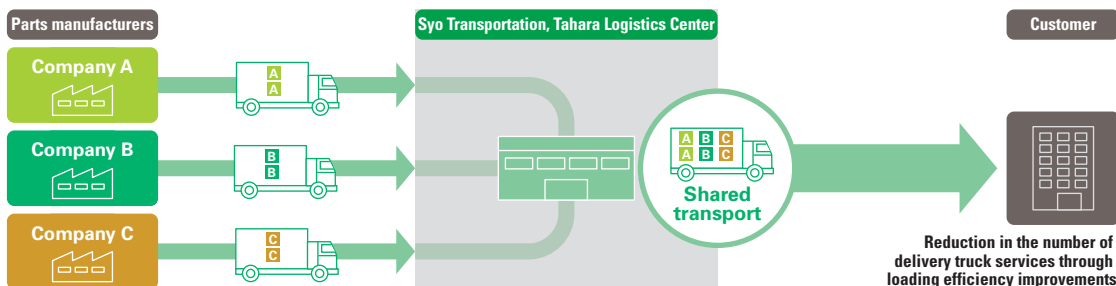 Parts manufacturers
Syo Transportation, Tahara Logistics Center
Customer
Company A
A
A
Company B
B
B
Company C
C
C
A B C
A B C
Shared
transport
Reduction in the number of
delivery truck services through
loading efficiency improvements